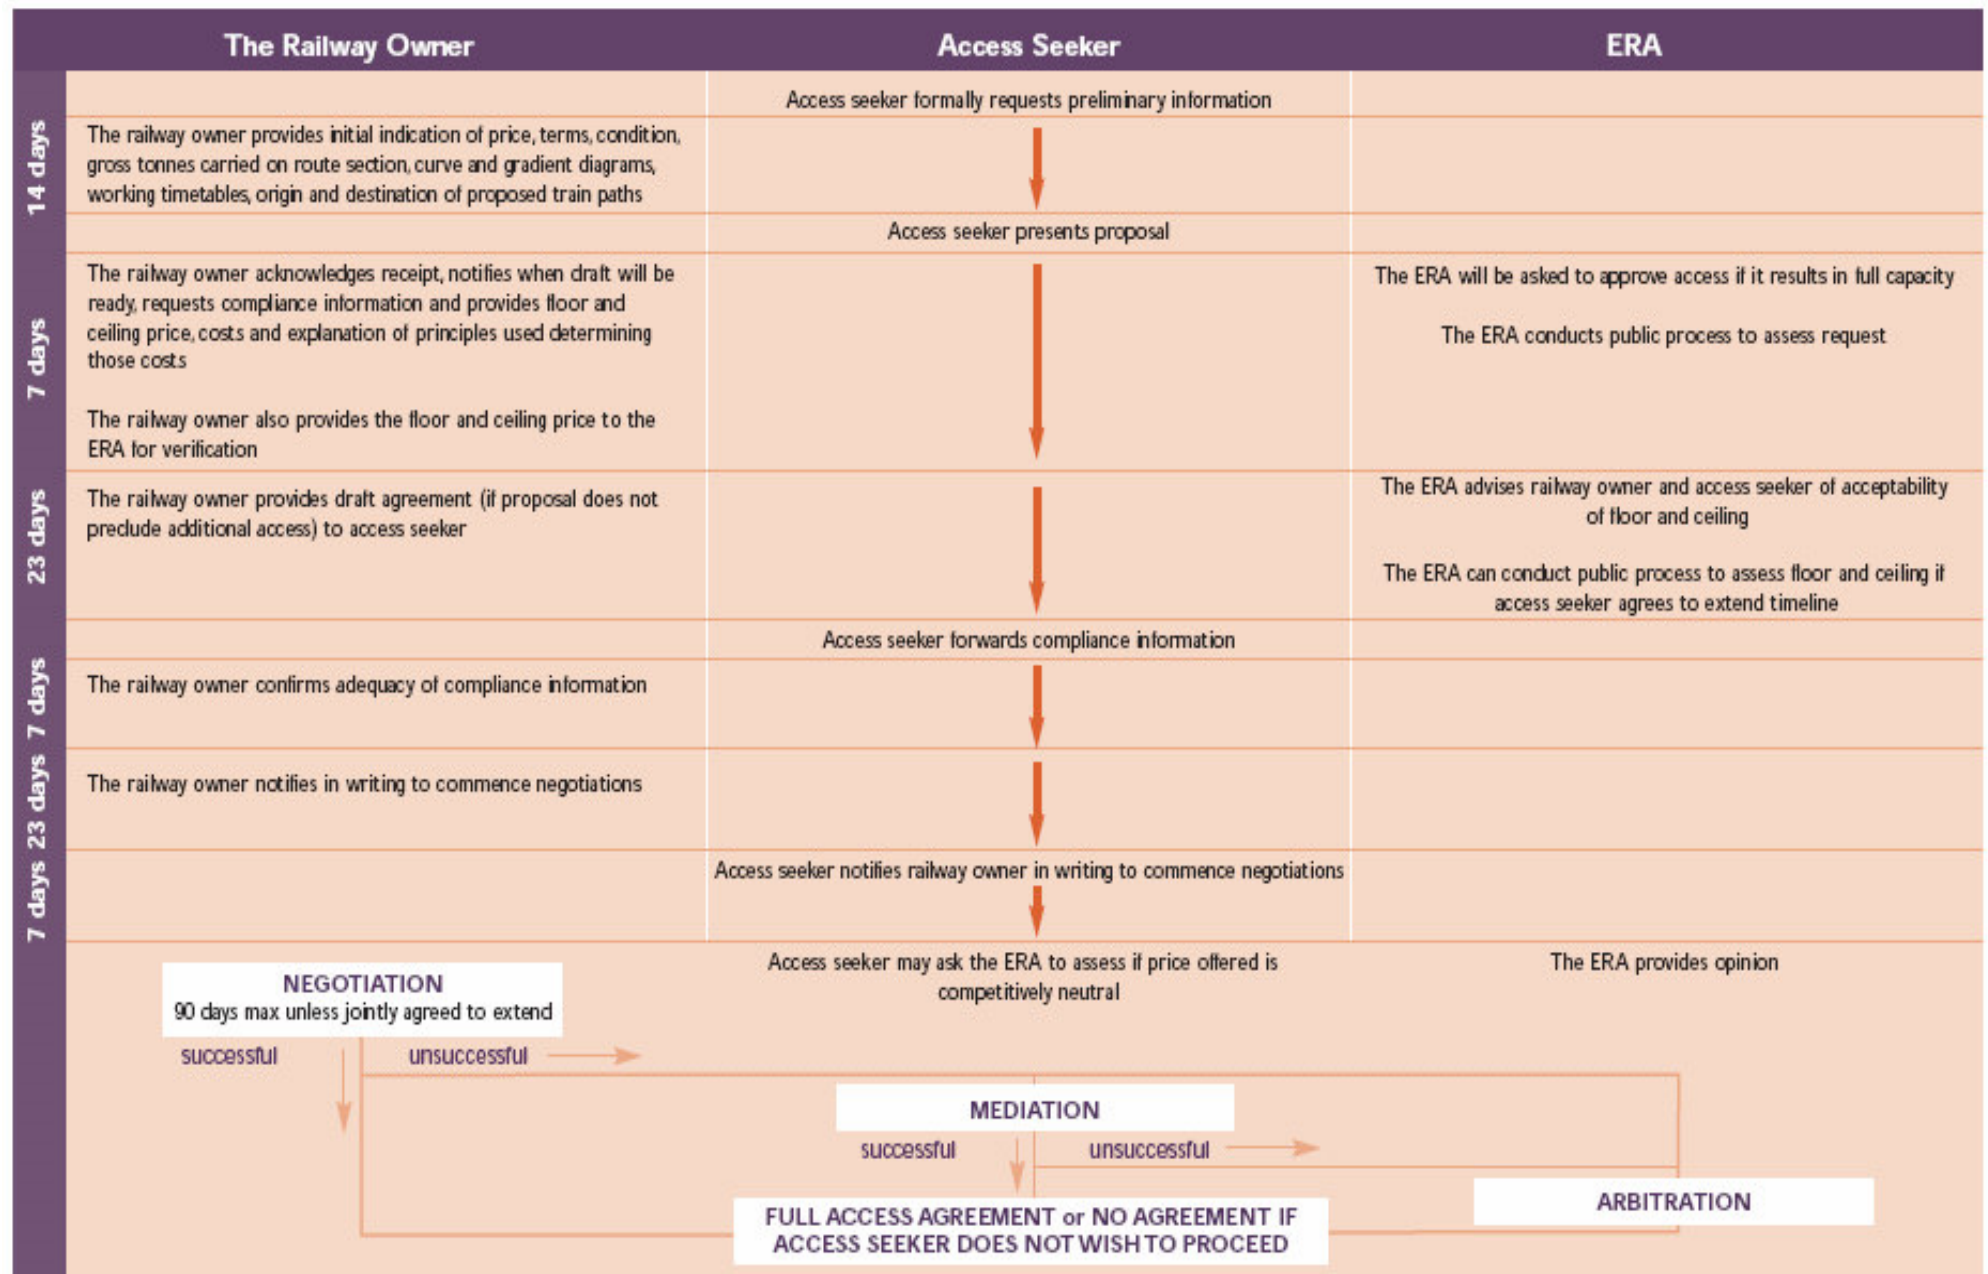 The Railway Owner
Access Seeker
ERA
14 days
Access seeker formally requests preliminary information
The railway owner provides initial indication of price, terms, condition,
gross tonnes carried on route section, curve and gradient diagrams,
working timetables, origin and destination of proposed train paths
Access seeker presents proposal
7 days
The railway owner acknowledges receipt, notifies when draft will be
ready, requests compliance information and provides floor and
ceiling price, costs and explanation of principles used determining
those costs
The railway owner also provides the floor and ceiling price to the
ERA for verification
The ERA will be asked to approve access if it results in full capacity
The ERA conducts public process to assess request
23 days
The railway owner provides draft agreement (if proposal does not
preclude additional access) to access seeker
The ERA advises railway owner and access seeker of acceptability
of floor and ceiling
The ERA can conduct public process to assess floor and ceiling if
access seeker agrees to extend timeline
Access seeker forwards compliance information
7 days
The railway owner confirms adequacy of compliance information
23 days
The railway owner notifies in writing to commence negotiations
7 days
Access seeker notifies railway owner in writing to commence negotiations
Access seeker may ask the ERA to assess if price offered is
competitively neutral
The ERA provides opinion
NEGOTIATION
90 days max unless jointly agreed to extend
successful
unsuccessful
MEDIATION
successful
unsuccessful
ARBITRATION
FULL ACCESS AGREEMENT or NO AGREEMENT IF
ACCESS SEEKER DOES NOT WISH TO PROCEED